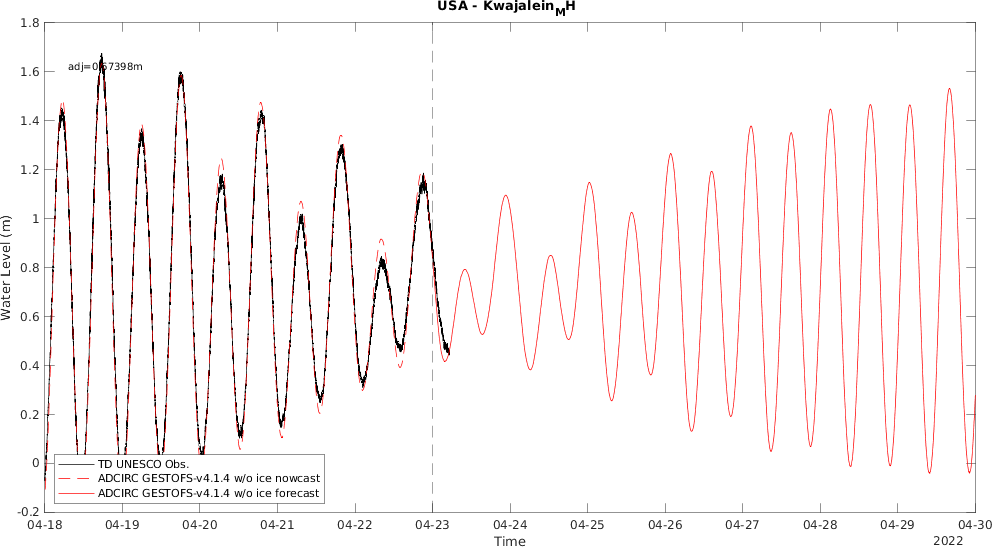 USA - Kwajalein_MH
adj=0.57398m
1.8
1.6
1.4
1.2
1
0.8
0.6
0.4
0.2
0
-0.2
Water Level (m)
TD UNESCO Obs.
ADCIRC GESTOFS-v4.1.4 w/o ice nowcast
ADCIRC GESTOFS-v4.1.4 w/o ice forecast
04-18 04-19 04-20 04-21 04-22 04-23 04-24 04-25 04-26 04-27 04-28 04-29 04-30
Time
2022